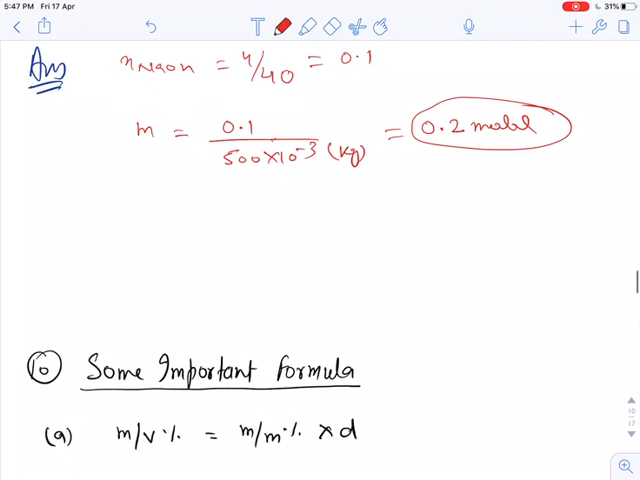 5:47 PM Fri 17 Apr
31%
Ans nNaOH = 4/40 = 0.1
m = 0.1 / 500×10⁻³ (kg) = 0.2 molal
10 Some Important Formula
(a) m/v % = m/m % × d
10
17